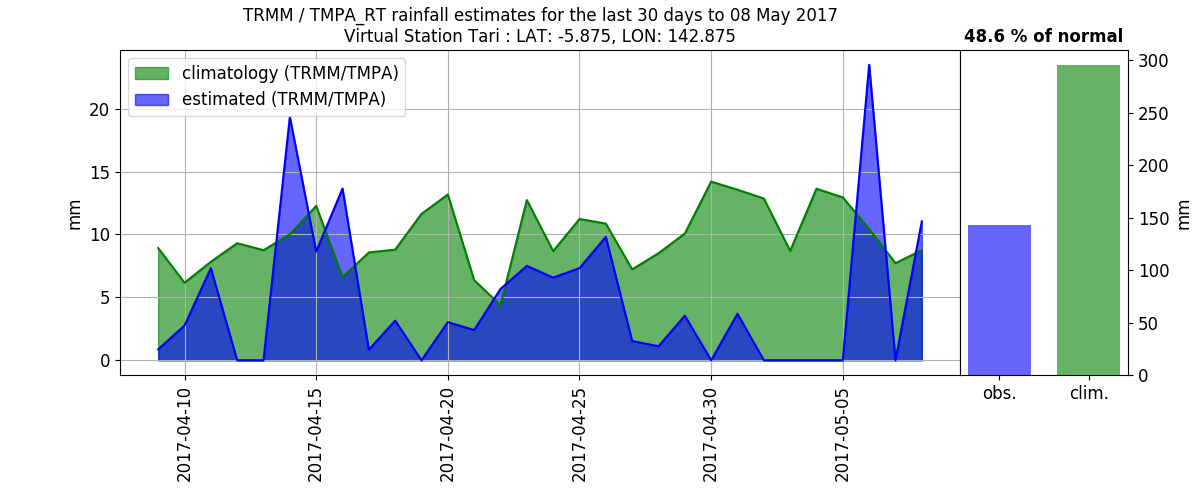 TRMM / TMPA_RT rainfall estimates for the last 30 days to 08 May 2017
Virtual Station Tari : LAT: -5.875, LON: 142.875
48.6 % of normal
climatology (TRMM/TMPA)
estimated (TRMM/TMPA)
mm
20
15
10
5
0
2017-04-10
2017-04-15
2017-04-20
2017-04-25
2017-04-30
2017-05-05
300
250
200
150
100
50
0
mm
obs.
clim.